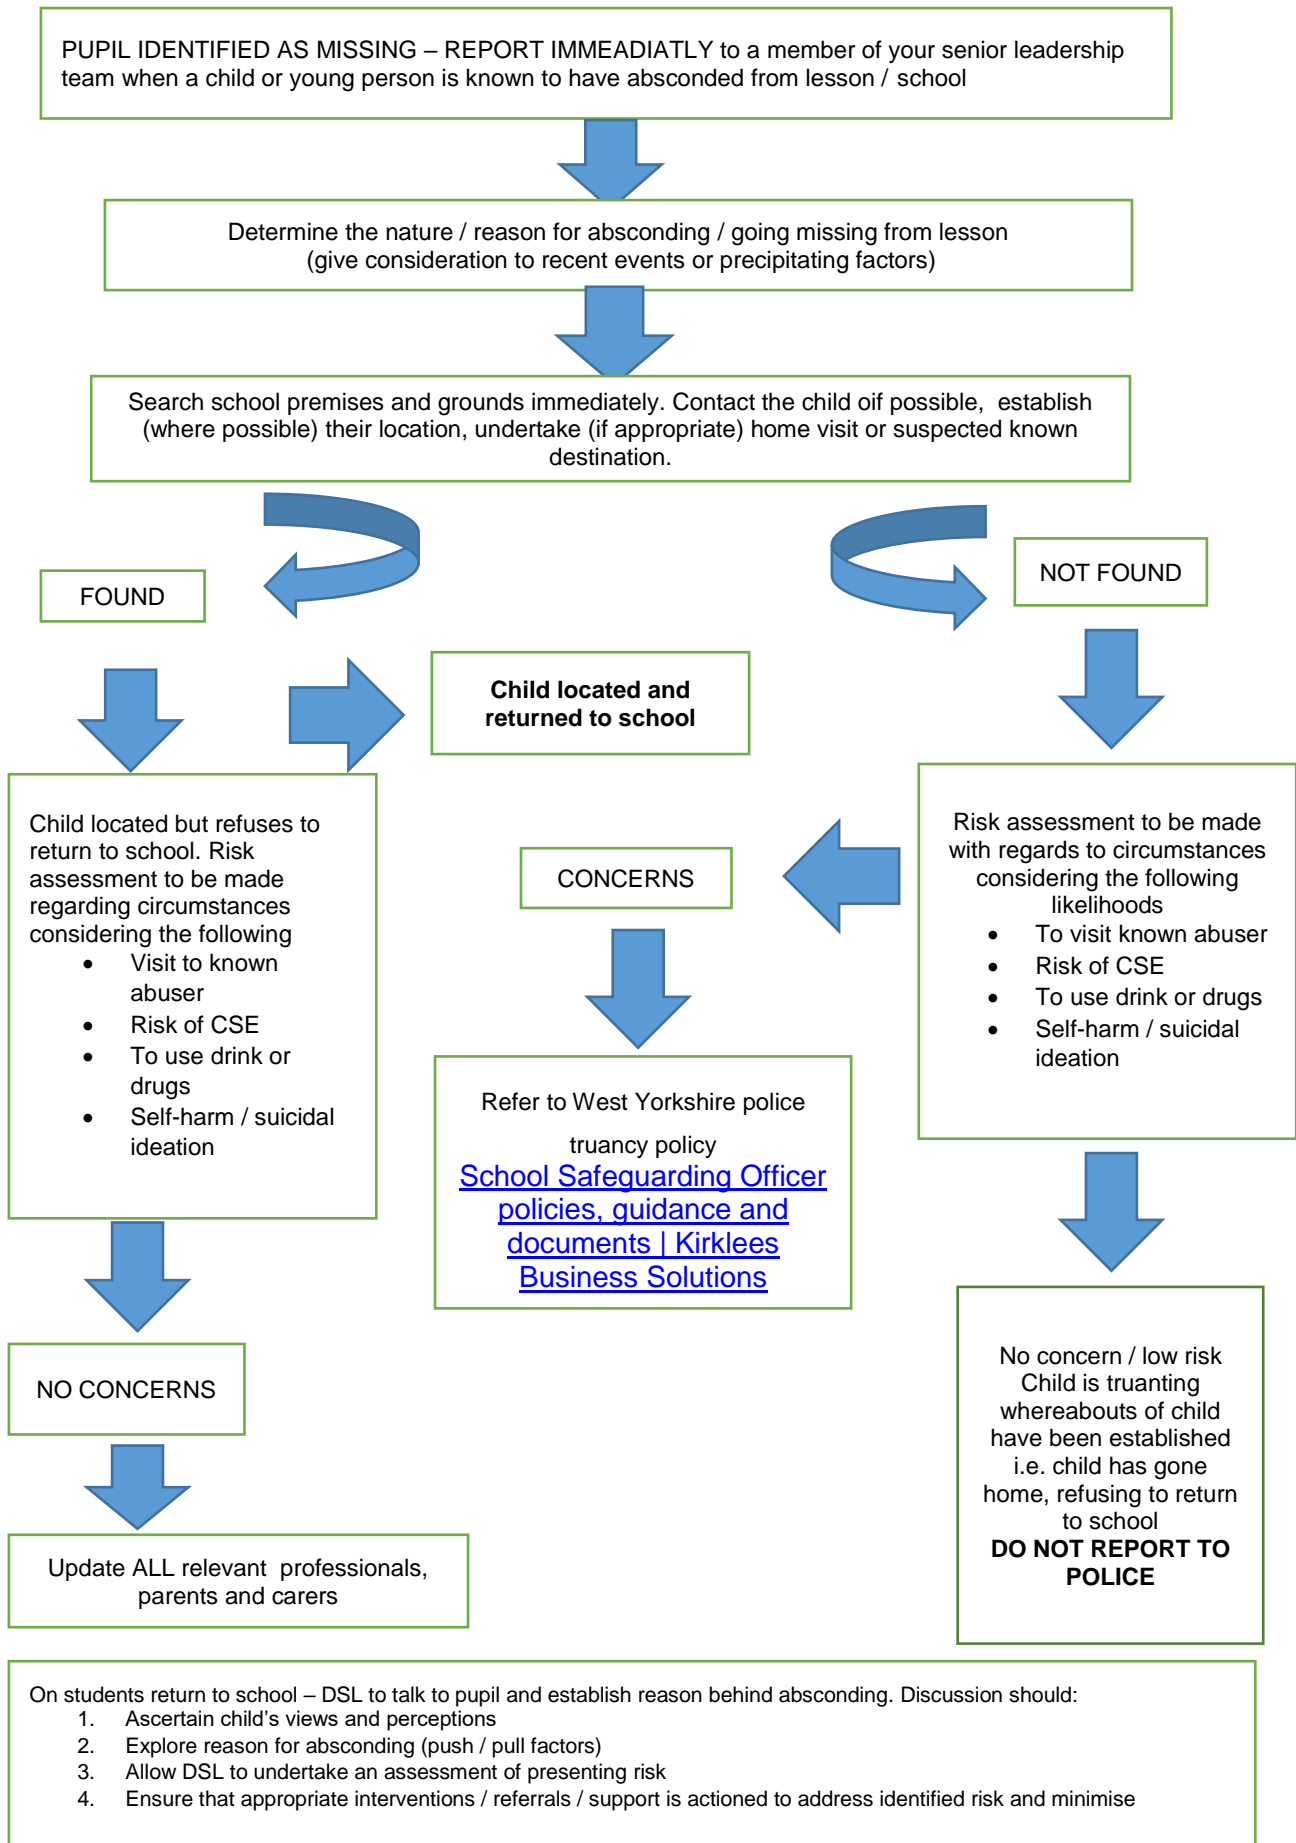 PUPIL IDENTIFIED AS MISSING – REPORT IMMEADIATLY to a member of your senior leadership
team when a child or young person is known to have absconded from lesson / school
Determine the nature / reason for absconding / going missing from lesson
(give consideration to recent events or precipitating factors)
Search school premises and grounds immediately. Contact the child oif possible, establish
(where possible) their location, undertake (if appropriate) home visit or suspected known
destination.
FOUND
NOT FOUND
Child located and
returned to school
Child located but refuses to
return to school. Risk
assessment to be made
regarding circumstances
considering the following
• Visit to known
abuser
• Risk of CSE
• To use drink or
drugs
• Self-harm / suicidal
ideation
CONCERNS
Risk assessment to be made
with regards to circumstances
considering the following
likelihoods
• To visit known abuser
• Risk of CSE
• To use drink or drugs
• Self-harm / suicidal
ideation
Refer to West Yorkshire police
truancy policy
School Safeguarding Officer
policies, guidance and
documents | Kirklees
Business Solutions
NO CONCERNS
No concern / low risk
Child is truanting
whereabouts of child
have been established
i.e. child has gone
home, refusing to return
to school
DO NOT REPORT TO
POLICE
Update ALL relevant professionals,
parents and carers
On students return to school – DSL to talk to pupil and establish reason behind absconding. Discussion should:
1. Ascertain child’s views and perceptions
2. Explore reason for absconding (push / pull factors)
3. Allow DSL to undertake an assessment of presenting risk
4. Ensure that appropriate interventions / referrals / support is actioned to address identified risk and minimise